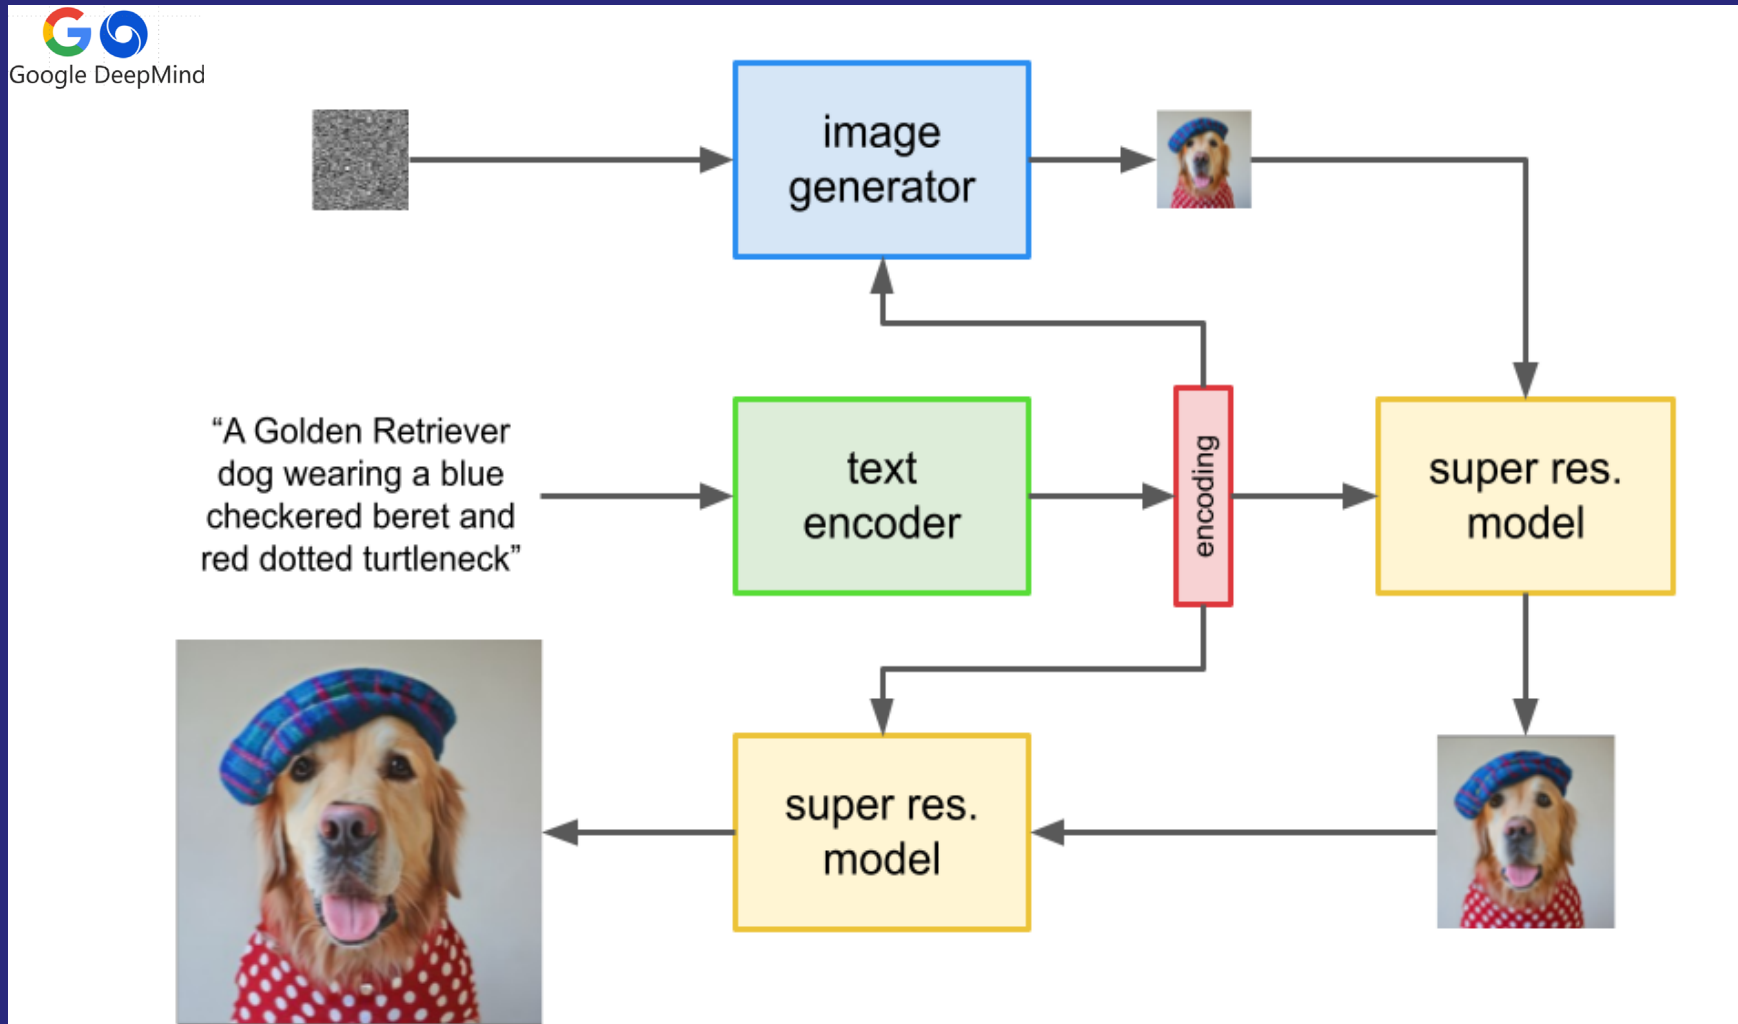 Google DeepMind
image
generator
“A Golden Retriever
dog wearing a blue
checkered beret and
red dotted turtleneck”
text
encoder
encoding
super res.
model
super res.
model